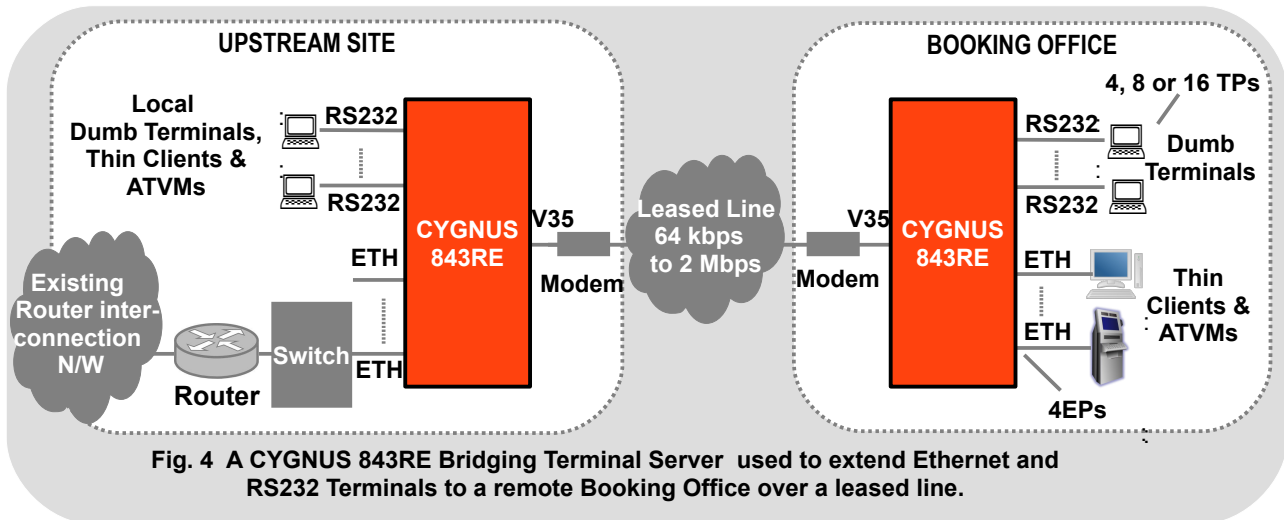 UPSTREAM SITE
Local
Dumb Terminals,
Thin Clients &
ATVMs
RS232
RS232
ETH
ETH
CYGNUS
843RE
V35
Modem
Existing
Router inter-
connection
N/W
Router
Switch
Leased Line
64 kbps
to 2 Mbps
BOOKING OFFICE
V35
Modem
CYGNUS
843RE
4, 8 or 16 TPs
RS232
RS232
Dumb
Terminals
ETH
ETH
Thin
Clients &
ATVMs
4EPs
Fig. 4 A CYGNUS 843RE Bridging Terminal Server used to extend Ethernet and
RS232 Terminals to a remote Booking Office over a leased line.